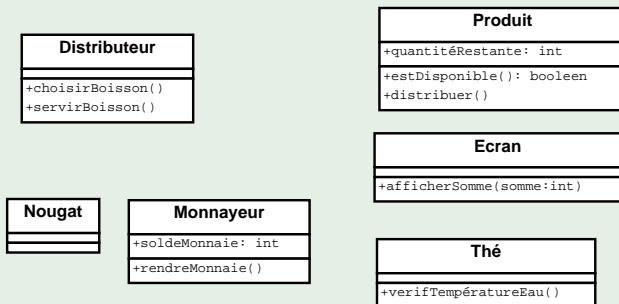 Distributeur
+choisirBoisson()
+servirBoisson()
Produit
+quantitéRestante: int
+estDisponible(): booleen
+distribuer()
Ecran
+afficherSomme(somme:int)
Nougat
Monnayeur
+soldeMonnaie: int
+rendreMonnaie()
Thé
+verifTempératureEau()